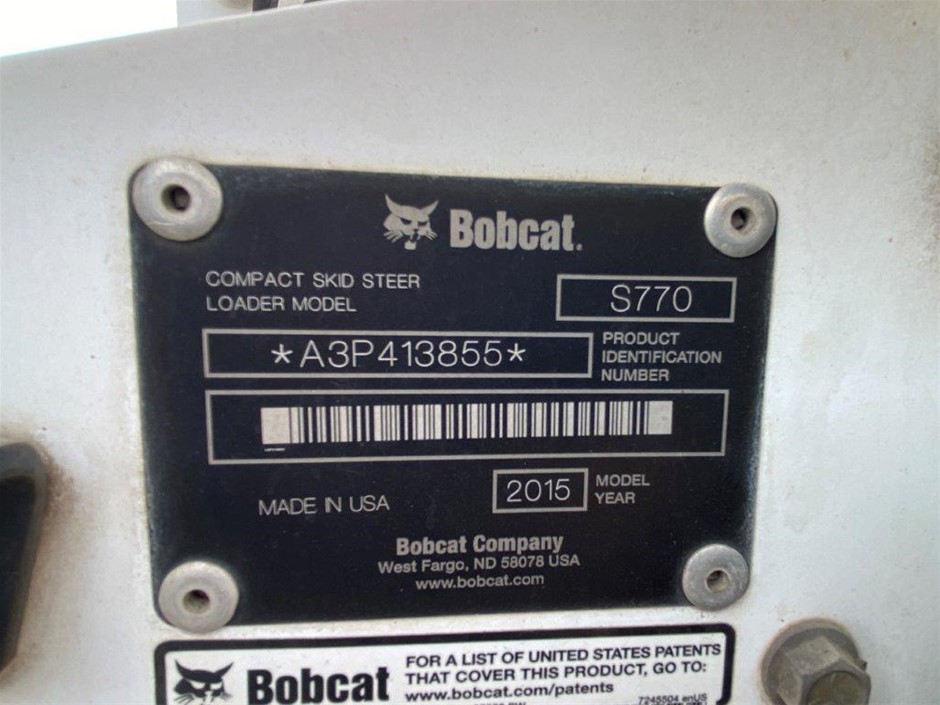 Bobcat.
COMPACT SKID STEER
LOADER MODEL
S770
*A3P413855*
PRODUCT
IDENTIFICATION
NUMBER
MADE IN USA
2015
MODEL
YEAR
Bobcat Company
West Fargo, ND 58078 USA
www.bobcat.com
Bobcat
FOR A LIST OF UNITED STATES PATENTS
THAT COVER THIS PRODUCT, GO TO:
www.bobcat.com/patents
7245504 enUS